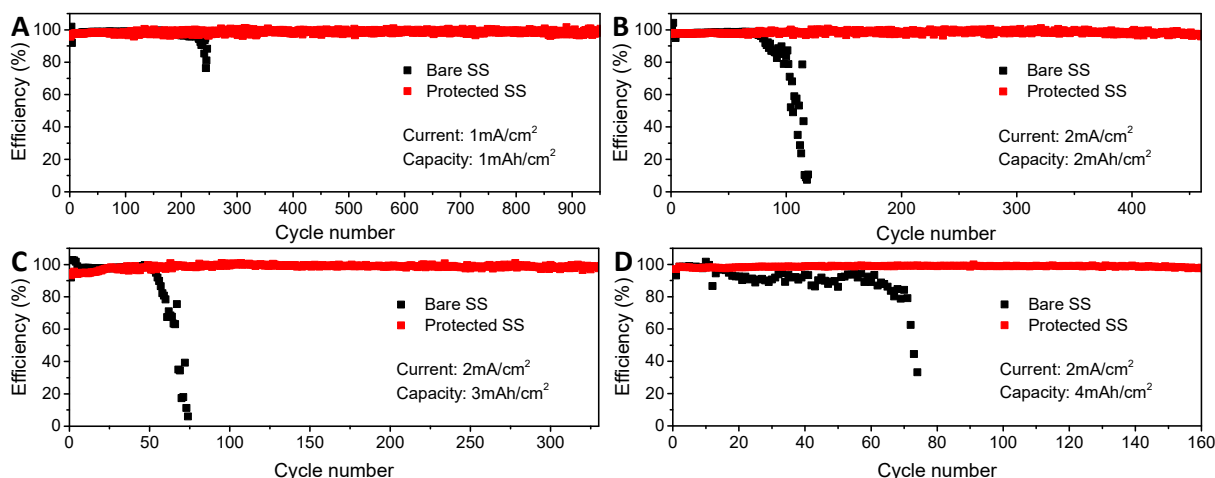 A
Efficiency (%)
100
80
60
40
20
0
Bare SS
Protected SS
Current: 1mA/cm²
Capacity: 1mAh/cm²
0 100 200 300 400 500 600 700 800 900
Cycle number
B
Efficiency (%)
100
80
60
40
20
0
Bare SS
Protected SS
Current: 2mA/cm²
Capacity: 2mAh/cm²
0 100 200 300 400
Cycle number
C
Efficiency (%)
100
80
60
40
20
0
Bare SS
Protected SS
Current: 2mA/cm²
Capacity: 3mAh/cm²
0 50 100 150 200 250 300
Cycle number
D
Efficiency (%)
100
80
60
40
20
0
Bare SS
Protected SS
Current: 2mA/cm²
Capacity: 4mAh/cm²
0 20 40 60 80 100 120 140 160
Cycle number